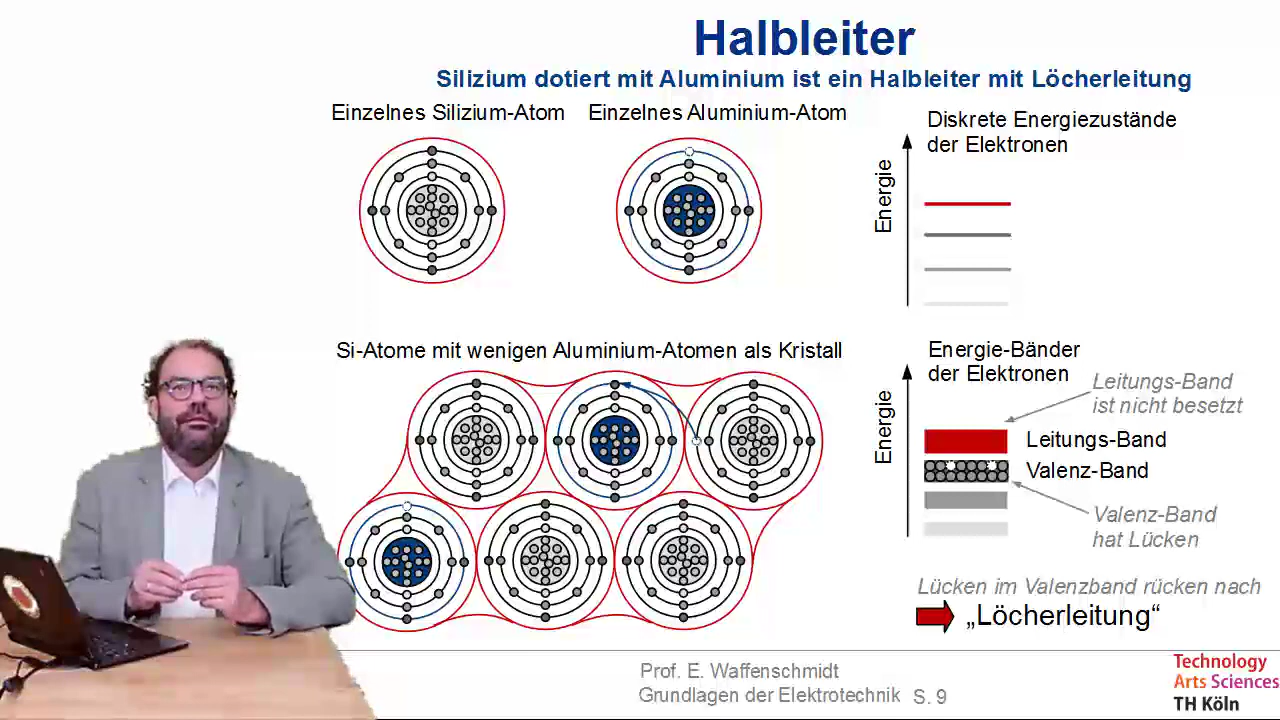 Halbleiter
Silizium dotiert mit Aluminium ist ein Halbleiter mit Löcherleitung
Einzelnes Silizium-Atom
Einzelnes Aluminium-Atom
Diskrete Energiezustände
der Elektronen
Energie
Si-Atome mit wenigen Aluminium-Atomen als Kristall
Energie-Bänder
der Elektronen
Energie
Leitungs-Band
ist nicht besetzt
Leitungs-Band
Valenz-Band
Valenz-Band
hat Lücken
Lücken im Valenzband rücken nach
„Löcherleitung“
Prof. E. Waffenschmidt
Grundlagen der Elektrotechnik S. 9
Technology
Arts Sciences
TH Köln